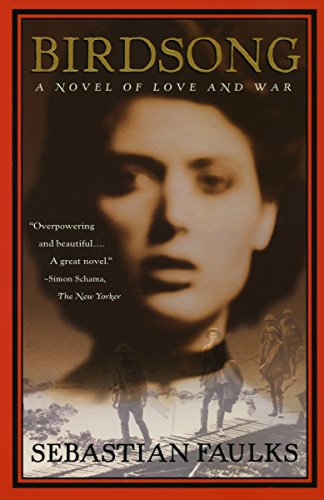 BIRDSONG
A NOVEL OF LOVE AND WAR
“Overpowering
and beautiful....
A great novel.”
–Simon Schama,
The New Yorker
SEBASTIAN FAULKS